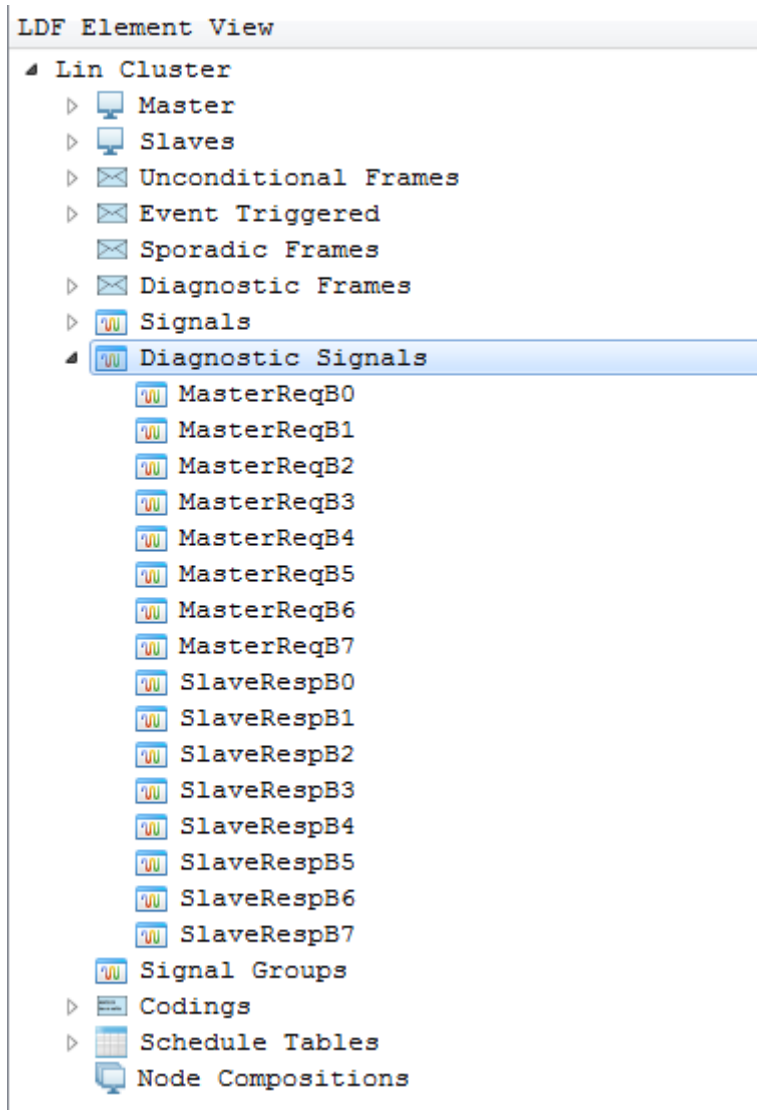 LDF Element View
Lin Cluster
Master
Slaves
Unconditional Frames
Event Triggered
Sporadic Frames
Diagnostic Frames
Signals
Diagnostic Signals
MasterReqB0
MasterReqB1
MasterReqB2
MasterReqB3
MasterReqB4
MasterReqB5
MasterReqB6
MasterReqB7
SlaveRespB0
SlaveRespB1
SlaveRespB2
SlaveRespB3
SlaveRespB4
SlaveRespB5
SlaveRespB6
SlaveRespB7
Signal Groups
Codings
Schedule Tables
Node Compositions